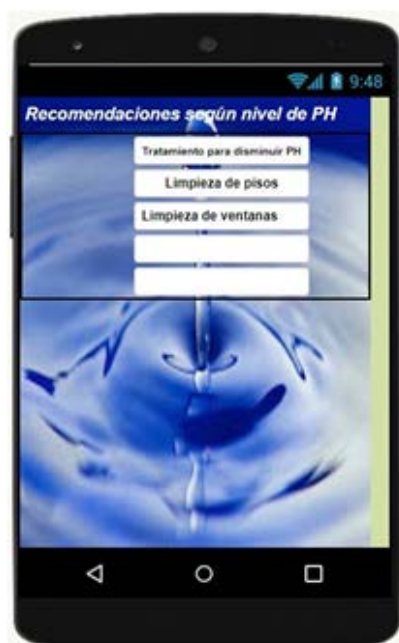 9:48
Recomendaciones según nivel de PH
Tratamiento para disminuir PH
Limpieza de pisos
Limpieza de ventanas